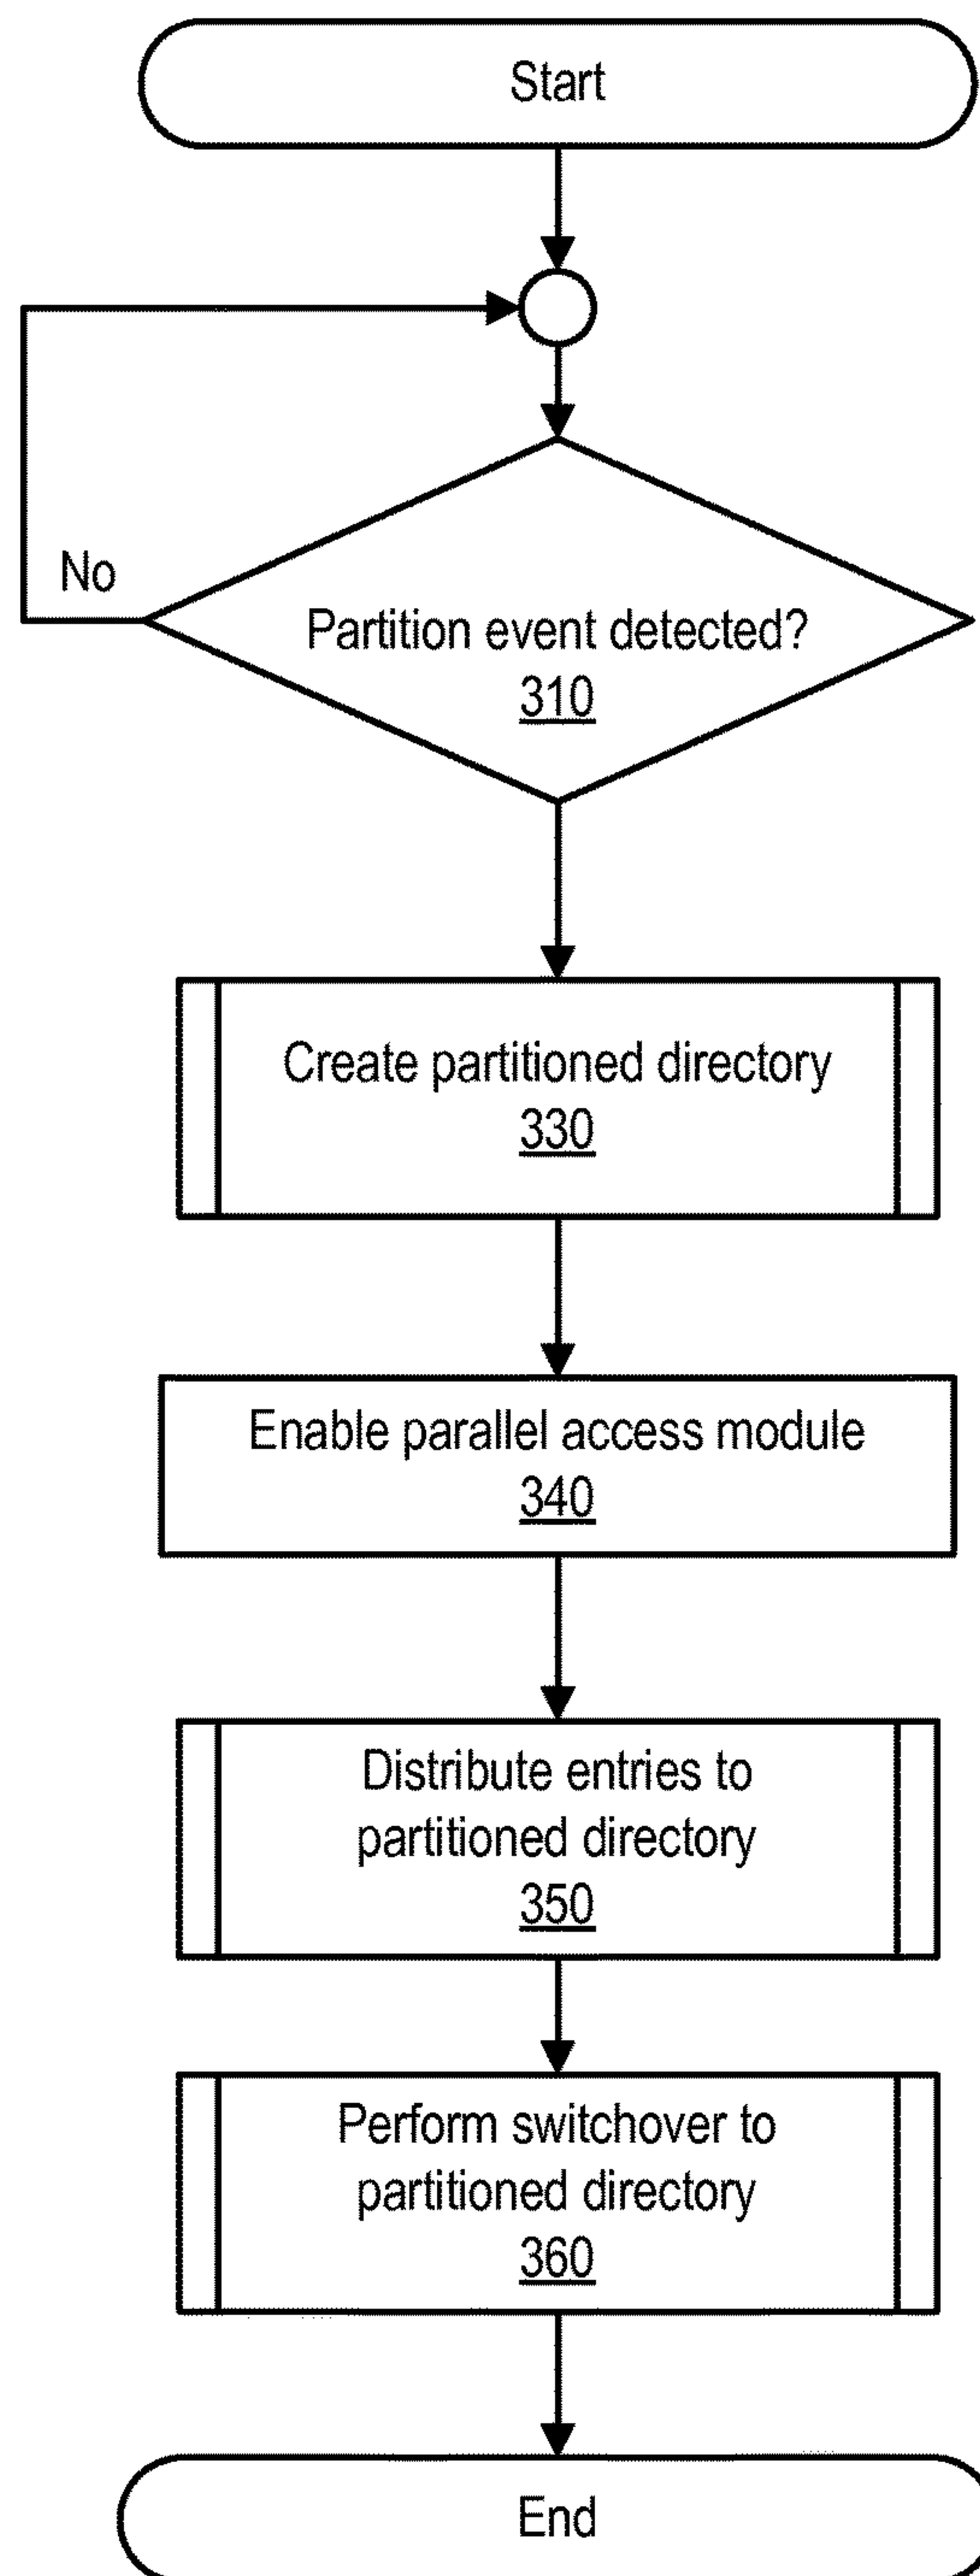 Start
No
Partition event detected?
310
Create partitioned directory
330
Enable parallel access module
340
Distribute entries to
partitioned directory
350
Perform switchover to
partitioned directory
360
End